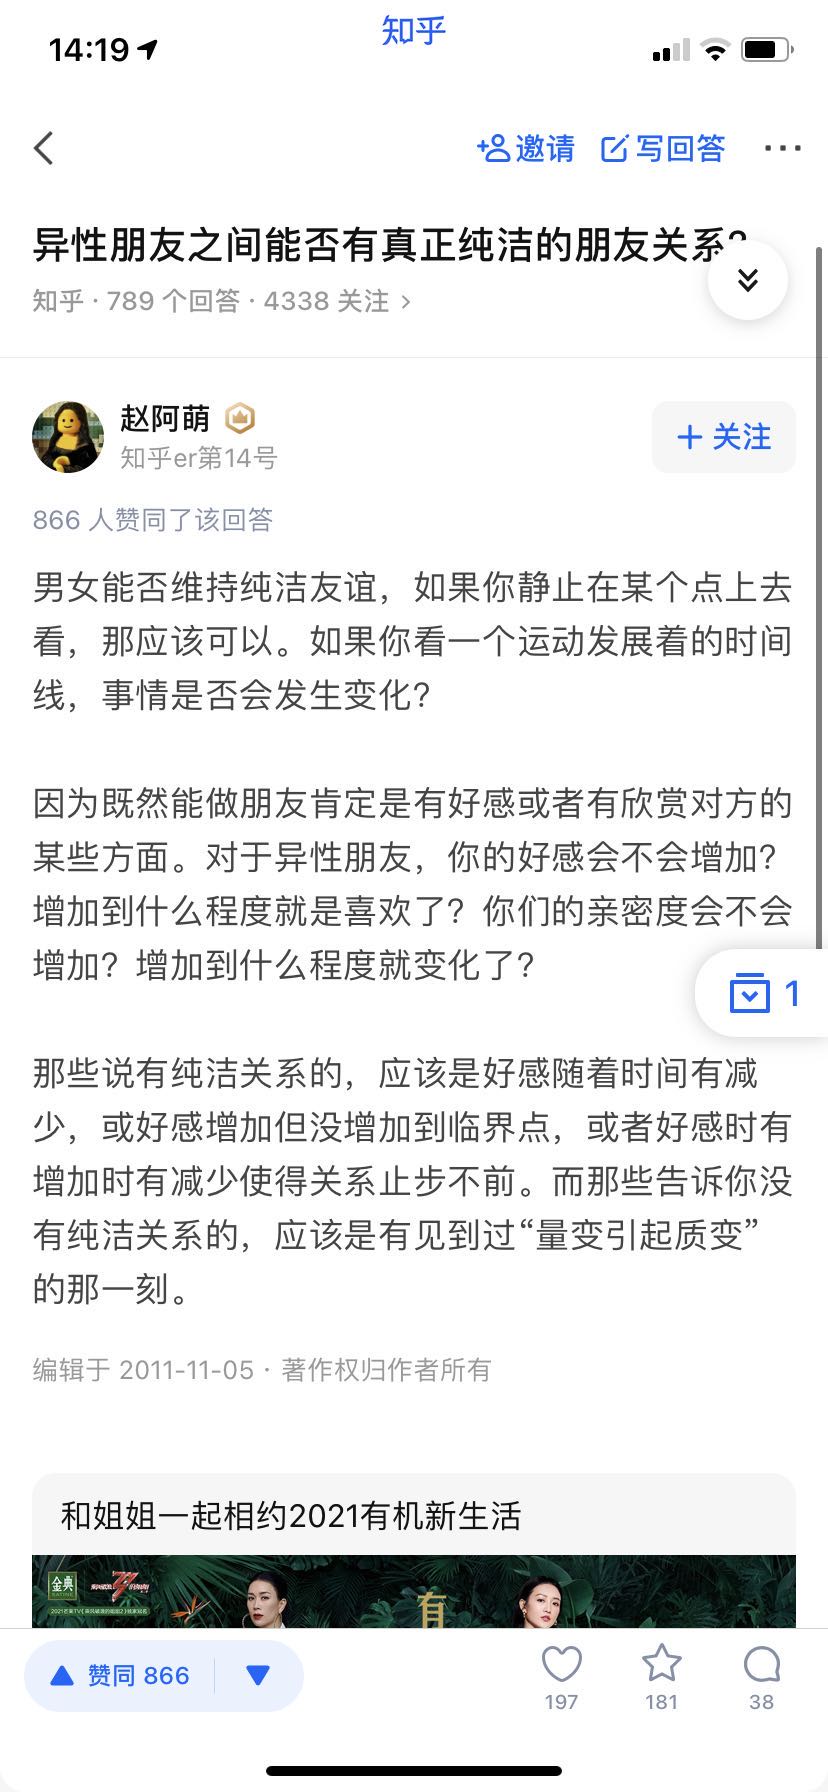 14:19
知乎
邀请
写回答
异性朋友之间能否有真正纯洁的朋友关系?
知乎 · 789 个回答 · 4338 关注 >
赵阿萌
知乎er第14号
+ 关注
866 人赞同了该回答
男女能否维持纯洁友谊，如果你静止在某个点上去
看，那应该可以。如果你看一个运动发展着的时间
线，事情是否会发生变化?
因为既然能做朋友肯定是有好感或者有欣赏对方的
某些方面。对于异性朋友，你的好感会不会增加?
增加到什么程度就是喜欢了? 你们的亲密度会不会
增加? 增加到什么程度就变化了?
1
那些说有纯洁关系的，应该是好感随着时间有减
少，或好感增加但没增加到临界点，或者好感时有
增加时有减少使得关系止步不前。而那些告诉你没
有纯洁关系的，应该是有见到过“量变引起质变”
的那一刻。
编辑于 2011-11-05 · 著作权归作者所有
和姐姐一起相约2021有机新生活
金典
有
赞同 866
197
181
38